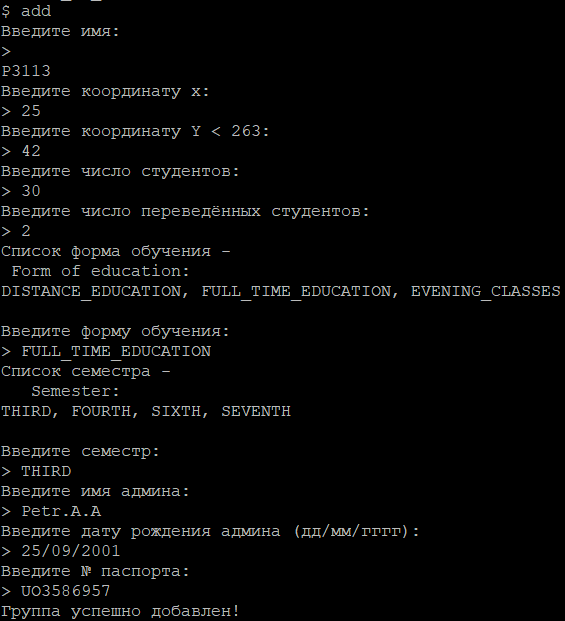 $ add
Введите имя:
>
P3113
Введите координату x:
> 25
Введите координату Y < 263:
> 42
Введите число студентов:
> 30
Введите число переведённых студентов:
> 2
Список форма обучения -
Form of education:
DISTANCE_EDUCATION, FULL_TIME_EDUCATION, EVENING_CLASSES
Введите форму обучения:
> FULL_TIME_EDUCATION
Список семестра -
Semester:
THIRD, FOURTH, SIXTH, SEVENTH
Введите семестр:
> THIRD
Введите имя админа:
> Petr.A.A
Введите дату рождения админа (дд/мм/гггг):
> 25/09/2001
Введите № паспорта:
> UO3586957
Группа успешно добавлен!